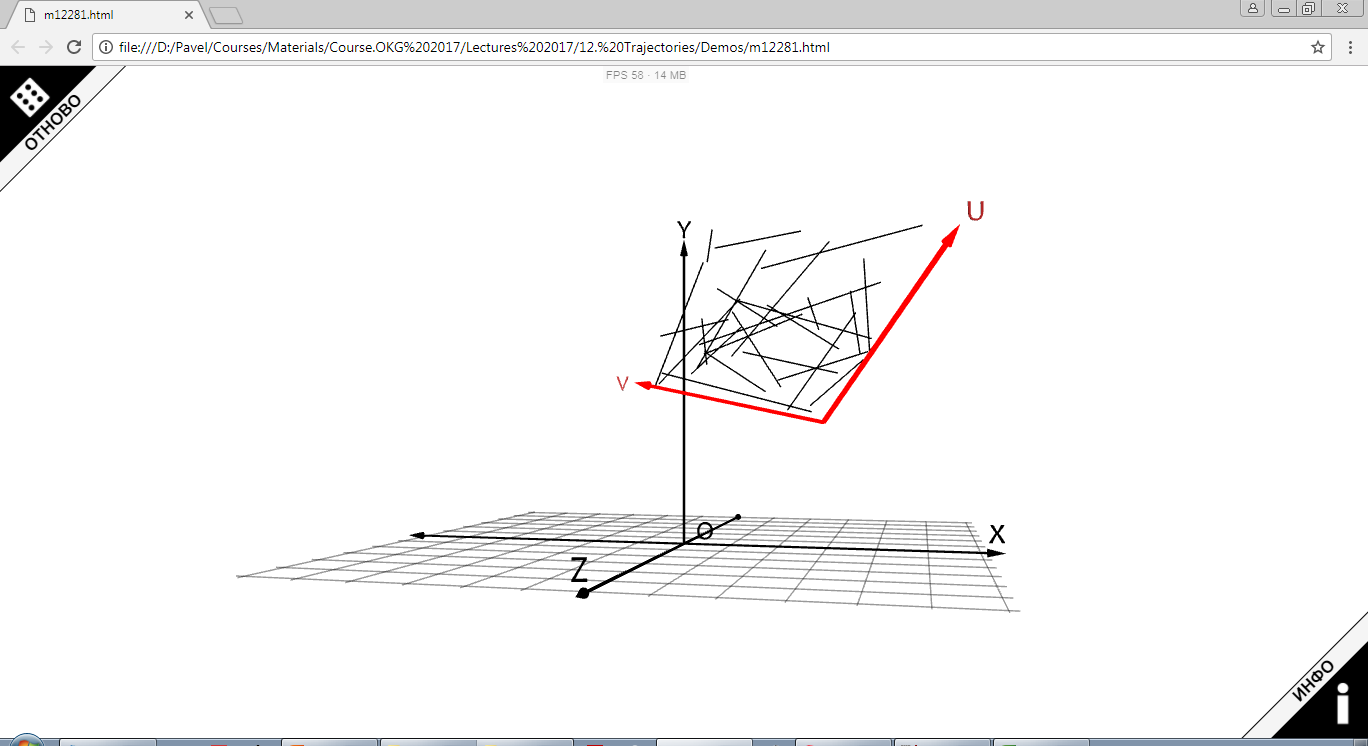 m12281.html
file:///D:/Pavel/Courses/Materials/Course.OKG%202017/Lectures%202017/12.%20Trajectories/Demos/m12281.html
FPS 58 · 14 MB
ОТНОВО
U
Y
V
O
X
Z
ИНФО
i